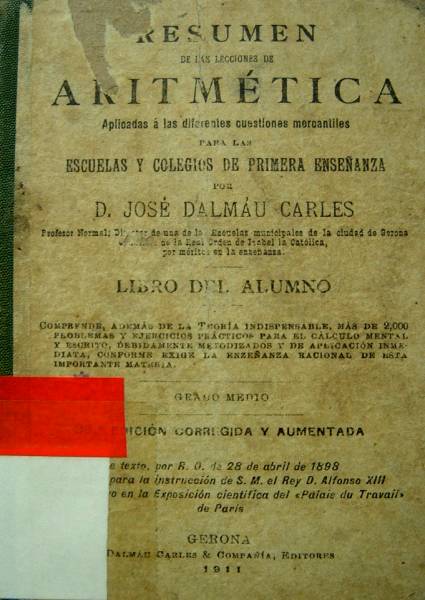 RESUMEN
DE LAS LECCIONES DE
ARITMÉTICA
Aplicadas á las diferentes cuestiones mercantiles
PARA LAS
ESCUELAS Y COLEGIOS DE PRIMERA ENSEÑANZA
POR
D. JOSÉ DALMÁU CARLES
Profesor Normal; Director de una de las Escuelas municipales de la ciudad de Gerona
de la Real Orden de Isabel la Católica,
por méritos en la enseñanza.
LIBRO DEL ALUMNO
COMPRENDE, ADEMÁS DE LA TEORÍA INDISPENSABLE, MÁS DE 2,000
PROBLEMAS Y EJERCICIOS PRÁCTICOS PARA EL CÁLCULO MENTAL
Y ESCRITO, DEBIDAMENTE METODIZADOS Y DE APLICACIÓN INME-
DIATA, CONFORME EXIGE LA ENZEÑANZA RACIONAL DE ESTA
IMPORTANTE MATERIA.
GRADO MEDIO
EDICIÓN CORREGIDA Y AUMENTADA
de texto, por R. O. de 28 de abril de 1898
para la instrucción de S. M. el Rey D. Alfonso XIII
en la Exposición científica del «Palais du Travail»
de París
GERONA
DALMÁU CARLES & COMPAÑÍA, EDITORES
1911